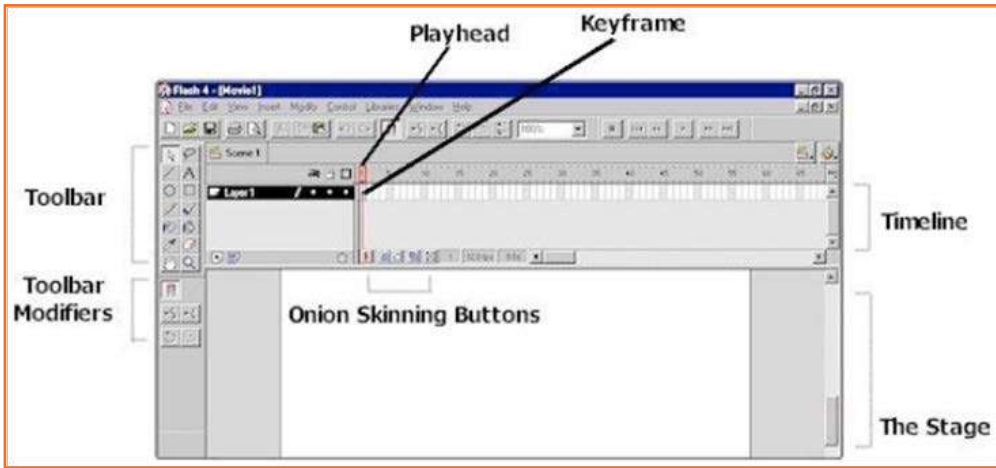 Playhead
Keyframe
Flash 4 - [Movie1]
File Edit View Insert Modify Control Libraries Window Help
100%
Scene 1
Toolbar
Layer1
Timeline
Toolbar
Modifiers
Onion Skinning Buttons
The Stage